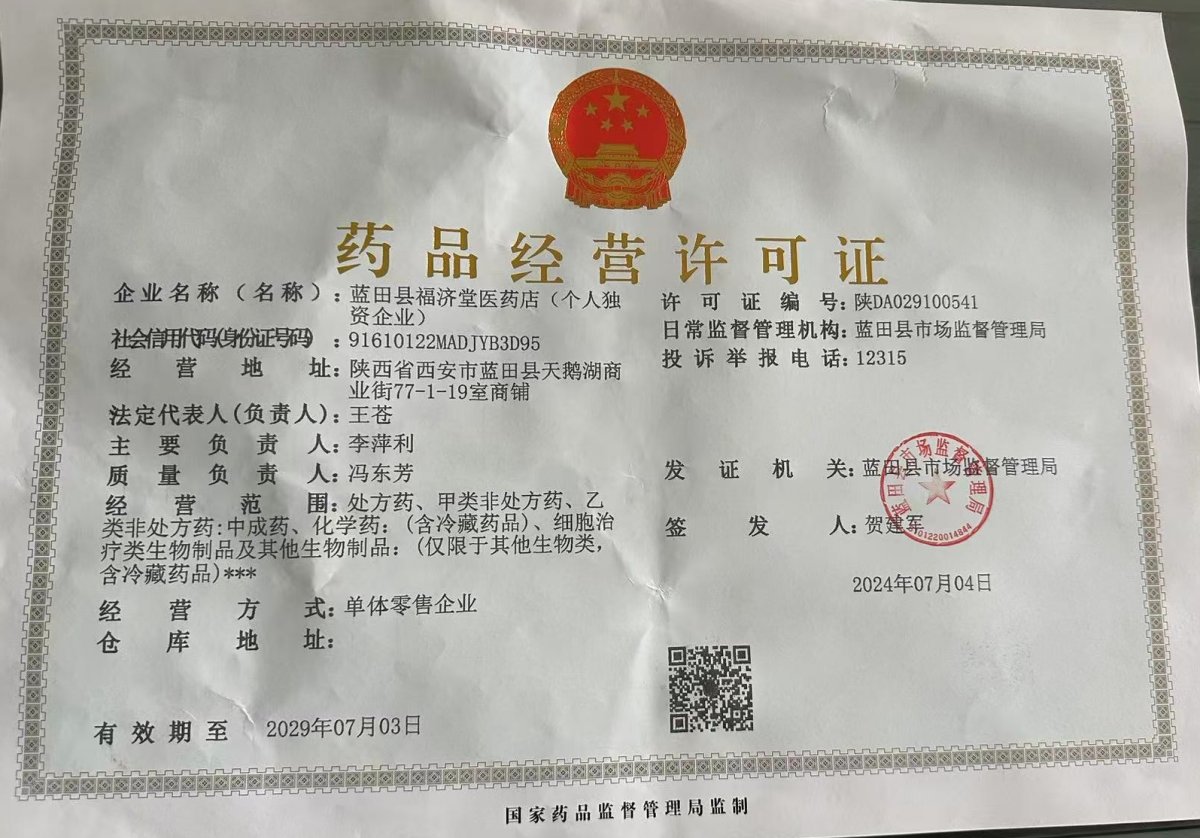 药品经营许可证
企业名称（名称）：蓝田县福济堂医药店（个人独
资企业）
社会信用代码(身份证号码)：91610122MADJYB3D95
经营地址：陕西省西安市蓝田县天鹅湖商
业街77-1-19室商铺
法定代表人(负责人)：王苍
主要负责人：李萍利
质量负责人：冯东芳
经营范围：处方药、甲类非处方药、乙
类非处方药:中成药、化学药：(含冷藏药品)、细胞治
疗类生物制品及其他生物制品：(仅限于其他生物类，
含冷藏药品)***
经营方式：单体零售企业
仓库地址：
有效期至 2029年07月03日
许可证编号：陕DA029100541
日常监督管理机构：蓝田县市场监督管理局
投诉举报电话：12315
发证机关：蓝田县市场监督管理局
签发人：贺建军
蓝田县市场监督管理局
2024年07月04日
国家药品监督管理局监制